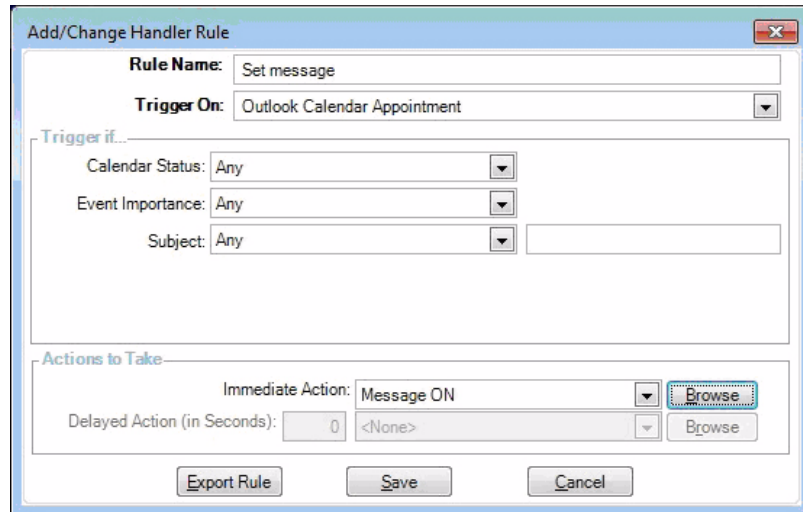 Add/Change Handler Rule
Rule Name: Set message
Trigger On: Outlook Calendar Appointment
Trigger if...
Calendar Status: Any
Event Importance: Any
Subject: Any
Actions to Take
Immediate Action: Message ON Browse
Delayed Action (in Seconds): 0 <None> Browse
Export Rule Save Cancel